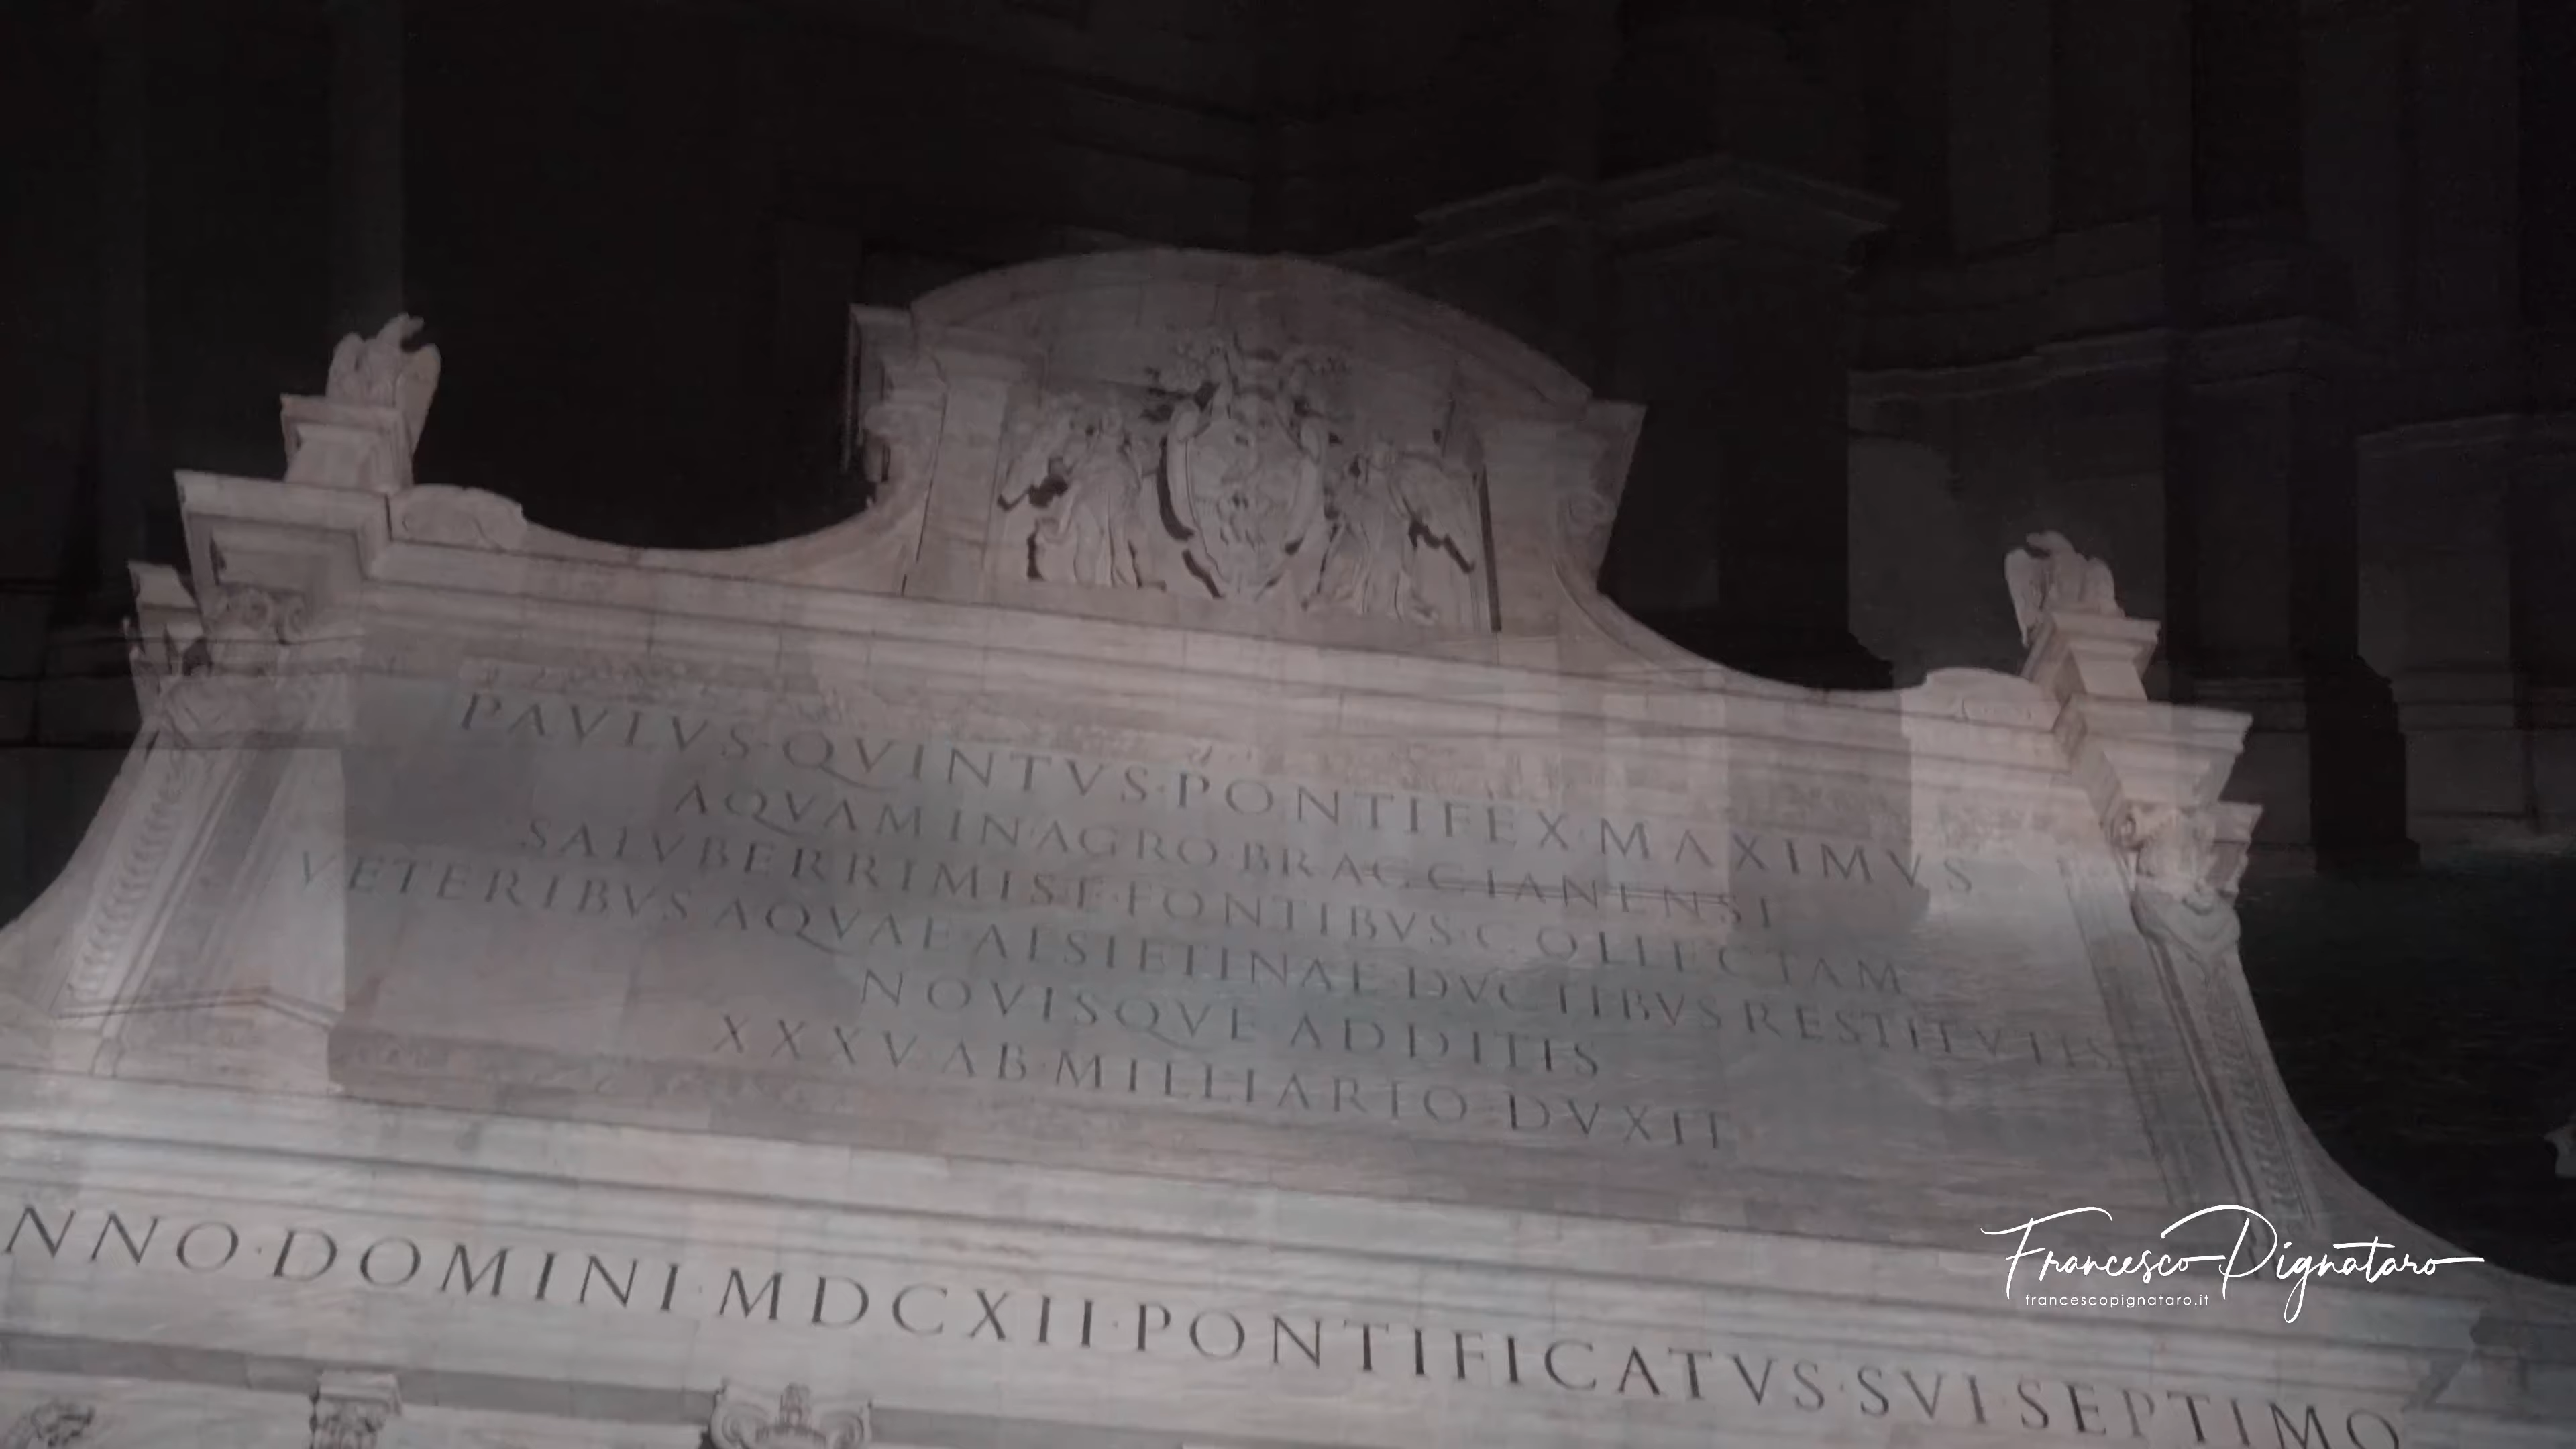 PAVLVS·QVINTVS·PONTIFEX·MAXIMVS
AQVAM·IN·AGRO·BRACCIANENSI
SALVBERRIMIS·E·FONTIBVS·COLLECTAM
VETERIBVS·AQVAE·ALSIETINAE·DVCTIBVS·RESTITVTIS
NOVISQVE·ADDITIS
XXXV·AB·MILLIARIO·DVXIT
NNO·DOMINI·MDCXII·PONTIFICATVS·SVI·SEPTIMO
Francesco Pignataro
francescopignataro.it